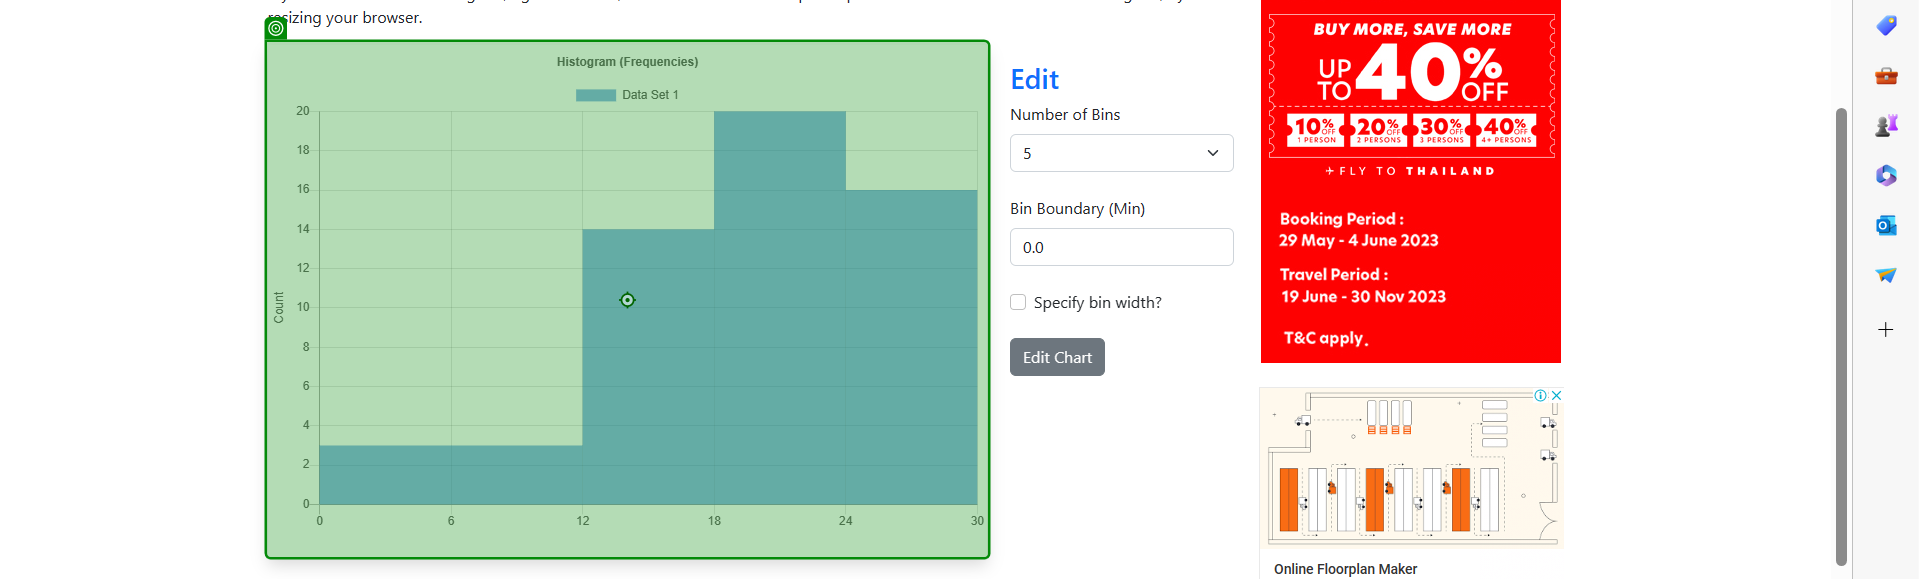 resizing your browser.
Histogram (Frequencies)
Data Set 1
Count
20
18
16
14
12
10
8
6
4
2
0
0 6 12 18 24 30
Edit
Number of Bins
5
Bin Boundary (Min)
0.0
Specify bin width?
Edit Chart
BUY MORE, SAVE MORE
UP TO 40% OFF
10% OFF 20% OFF 30% OFF 40% OFF
1 PERSON 2 PERSONS 3 PERSONS 4+ PERSONS
FLY TO THAILAND
Booking Period :
29 May - 4 June 2023
Travel Period :
19 June - 30 Nov 2023
T&C apply.
Online Floorplan Maker